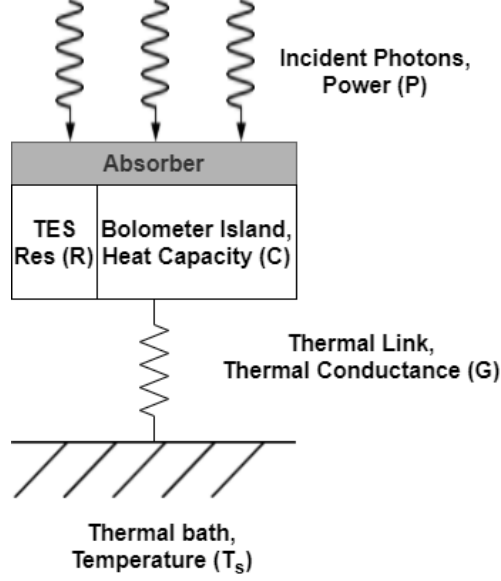 Incident Photons,
Power (P)
Absorber
TES
Res (R)
Bolometer Island,
Heat Capacity (C)
Thermal Link,
Thermal Conductance (G)
Thermal bath,
Temperature (Tₛ)